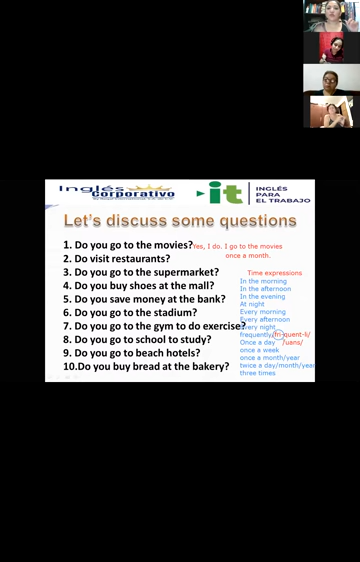 Inglés
corporativo
it
INGLÉS
PARA
EL TRABAJO
Let's discuss some questions
1. Do you go to the movies? Yes, I do. I go to the movies
once a month.
2. Do visit restaurants?
3. Do you go to the supermarket?
4. Do you buy shoes at the mall?
5. Do you save money at the bank?
6. Do you go to the stadium?
7. Do you go to the gym to do exercise?
8. Do you go to school to study?
9. Do you go to beach hotels?
10.Do you buy bread at the bakery?
Time expressions
In the morning
In the afternoon
In the evening
At night
Every morning
Every afternoon
Every night
frequently /fri-quent-li/
Once a day /uans/
once a week
once a month/year
twice a day/month/year
three times